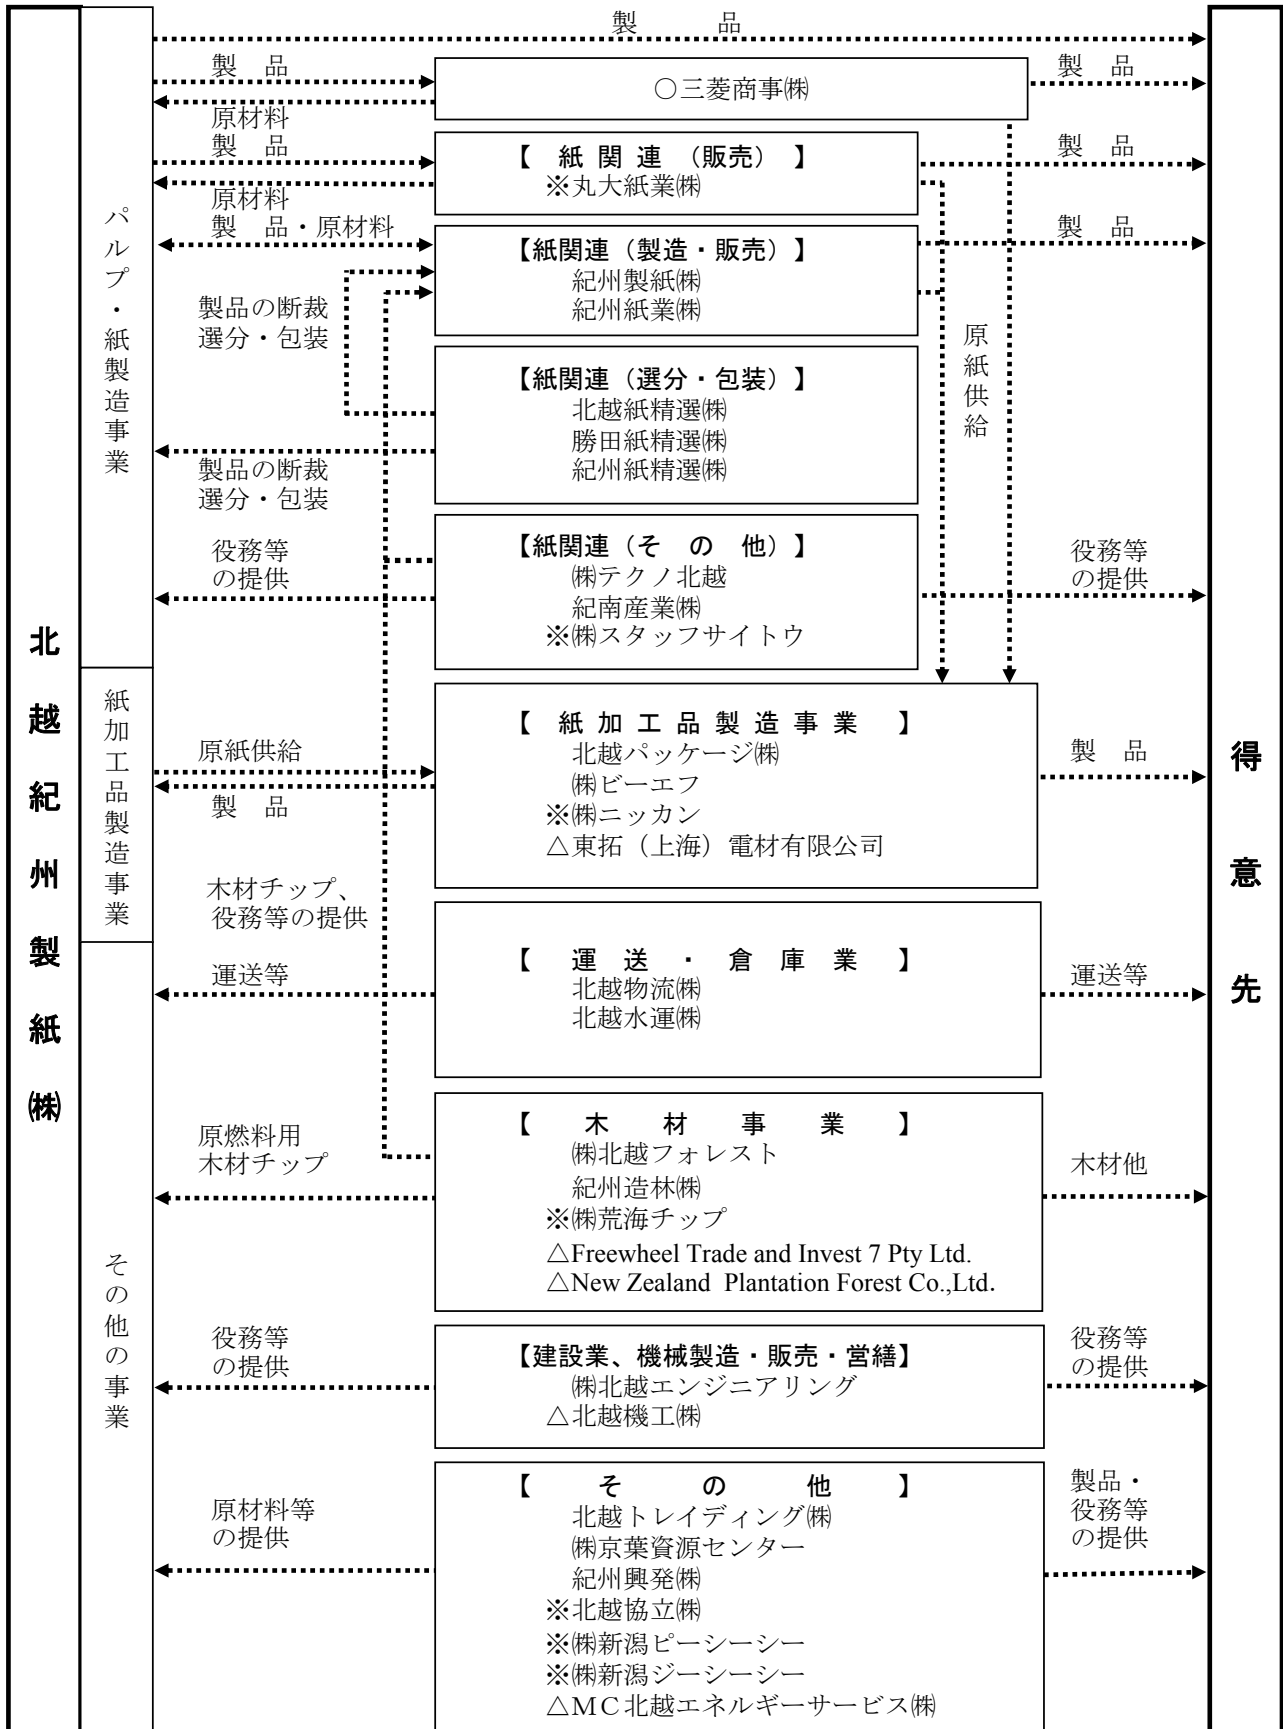 製　品
製　品
○三菱商事㈱
製　品
原材料
製　品
【　紙 関 連 （販売） 】
※丸大紙業㈱
製　品
原材料
製　品・原材料
【紙関連（製造・販売）】
紀州製紙㈱
紀州紙業㈱
製　品
製品の断裁
選分・包装
原紙供給
【紙関連（選分・包装）】
北越紙精選㈱
勝田紙精選㈱
紀州紙精選㈱
製品の断裁
選分・包装
パルプ・紙製造事業
役務等
の提供
【紙関連（そ　の　他）】
㈱テクノ北越
紀南産業㈱
※㈱スタッフサイトウ
役務等
の提供
北越紀州製紙㈱
紙加工品製造事業
原紙供給
製　品
【　紙 加 工 品 製 造 事 業　】
北越パッケージ㈱
㈱ビーエフ
※㈱ニッカン
△東拓（上海）電材有限公司
製　品
得意先
木材チップ、
役務等の提供
運送等
【　運　送　・　倉　庫　業　】
北越物流㈱
北越水運㈱
運送等
原燃料用
木材チップ
【　木　材　事　業　】
㈱北越フォレスト
紀州造林㈱
※㈱荒海チップ
△Freewheel Trade and Invest 7 Pty Ltd.
△New Zealand Plantation Forest Co.,Ltd.
木材他
その他の事業
役務等
の提供
【建設業、機械製造・販売・営繕】
㈱北越エンジニアリング
△北越機工㈱
役務等
の提供
原材料等
の提供
【　そ　の　他　】
北越トレイディング㈱
㈱京葉資源センター
紀州興発㈱
※北越協立㈱
※㈱新潟ピーシーシー
※㈱新潟ジーシーシー
△ＭＣ北越エネルギーサービス㈱
製品・
役務等
の提供